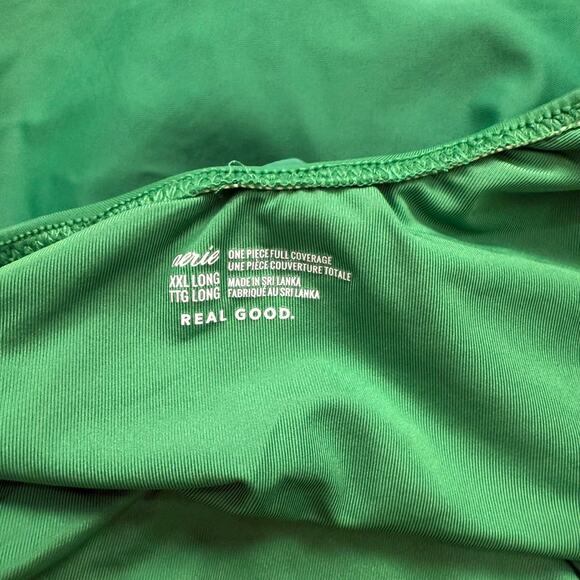 aerie ONE PIECE FULL COVERAGE
UNE PIÈCE COUVERTURE TOTALE
XXL LONG MADE IN SRI LANKA
TTG LONG FABRIQUÉ AU SRI LANKA
REAL GOOD.